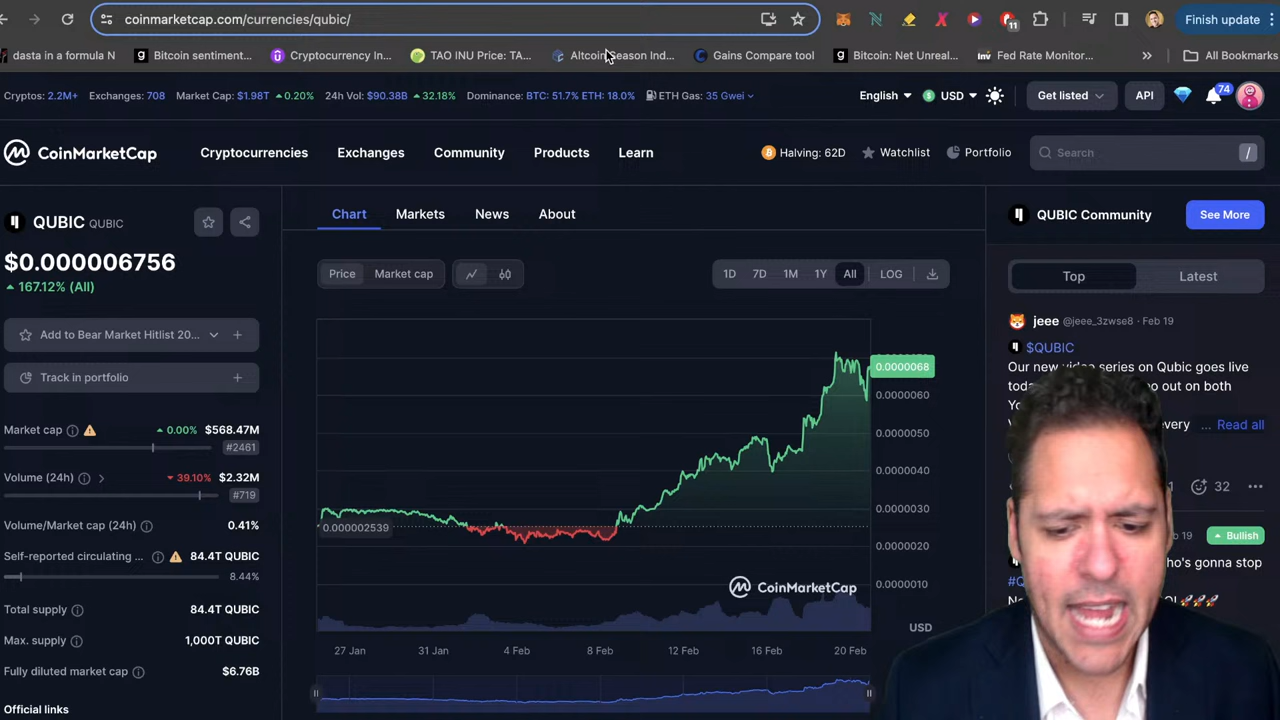 coinmarketcap.com/currencies/qubic/
11
Finish update
dasta in a formula N
Bitcoin sentiment...
Cryptocurrency In...
TAO INU Price: TA...
Altcoin Season Ind...
Gains Compare tool
Bitcoin: Net Unreal...
Fed Rate Monitor...
All Bookmarks
Cryptos: 2.2M+ Exchanges: 708 Market Cap: $1.98T 0.20% 24h Vol: $90.38B 32.18% Dominance: BTC: 51.7% ETH: 18.0% ETH Gas: 35 Gwei
English USD Get listed API 74
CoinMarketCap
Cryptocurrencies Exchanges Community Products Learn
Halving: 62D Watchlist Portfolio Search /
QUBIC QUBIC
$0.000006756
167.12% (All)
Add to Bear Market Hitlist 20...
Track in portfolio
Market cap 0.00% $568.47M
#2461
Volume (24h) 39.10% $2.32M
#719
Volume/Market cap (24h) 0.41%
Self-reported circulating ... 84.4T QUBIC
8.44%
Total supply 84.4T QUBIC
Max. supply 1,000T QUBIC
Fully diluted market cap $6.76B
Official links
Chart Markets News About
Price Market cap
1D 7D 1M 1Y All LOG
0.0000068
0.0000060
0.0000050
0.0000040
0.0000030
0.0000020
0.0000010
0.000002539
CoinMarketCap
USD
27 Jan 31 Jan 4 Feb 8 Feb 12 Feb 16 Feb 20 Feb
QUBIC Community See More
Top Latest
jeee @jeee_3zwse8 · Feb 19
$QUBIC
Our new video series on Qubic goes live
out on both
every ... Read all
32
19 Bullish
who's gonna stop